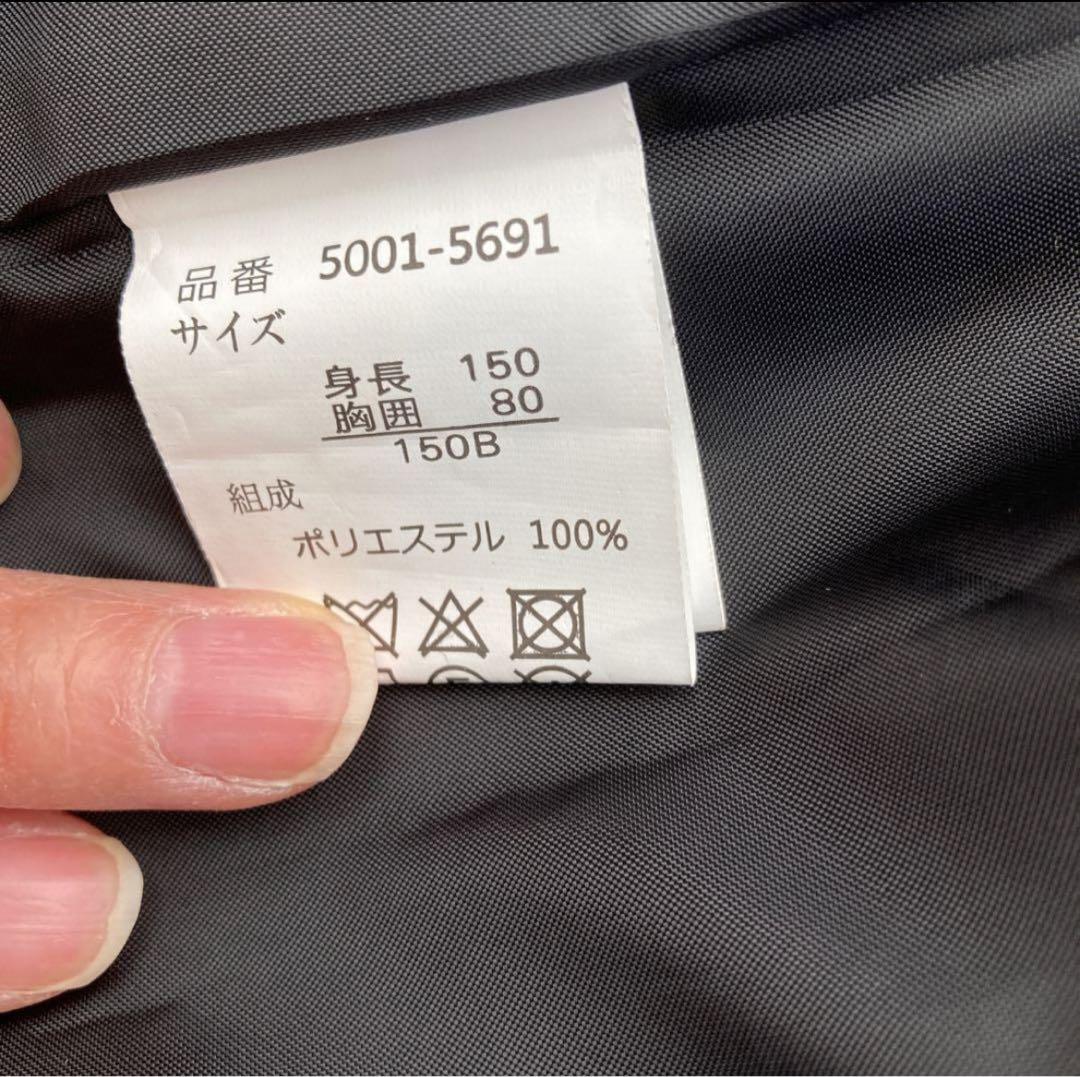 品番 5001-5691
サイズ
身長 150
胸囲 80
150B
組成
ポリエステル 100%